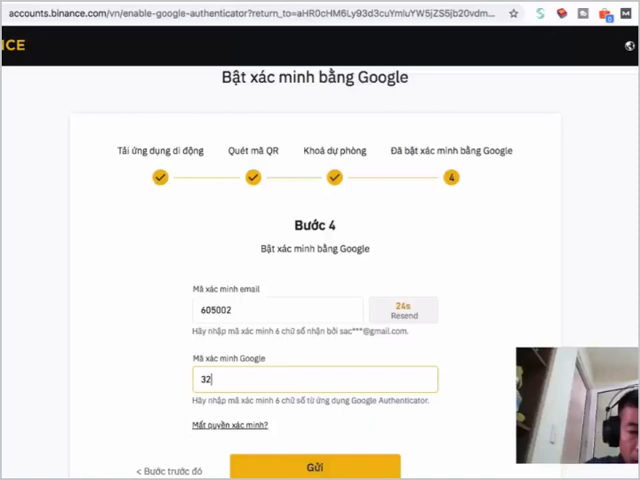 accounts.binance.com/vn/enable-google-authenticator?return_to=aHR0cHM6Ly93d3cuYmluYW5jZS5jb20vdm...
NCE
Bật xác minh bằng Google
Tải ứng dụng di động
Quét mã QR
Khoá dự phòng
Đã bật xác minh bằng Google
4
Bước 4
Bật xác minh bằng Google
Mã xác minh email
605002
24s
Resend
Hãy nhập mã xác minh 6 chữ số nhận bởi sac***@gmail.com.
Mã xác minh Google
32
Hãy nhập mã xác minh 6 chữ số từ ứng dụng Google Authenticator.
Mất quyền xác minh?
< Bước trước đó
Gửi